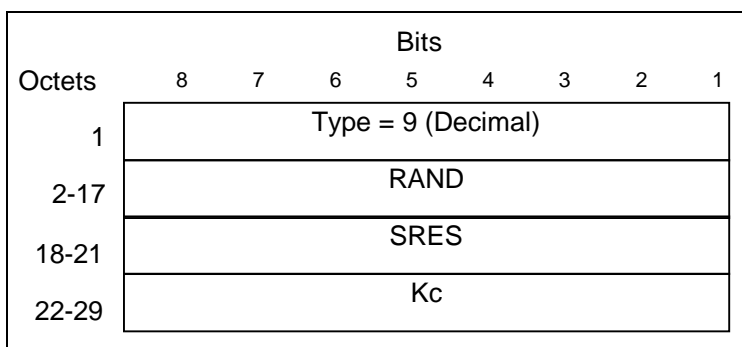 Bits
Octets 8 7 6 5 4 3 2 1
1 Type = 9 (Decimal)
2-17 RAND
18-21 SRES
22-29 Kc